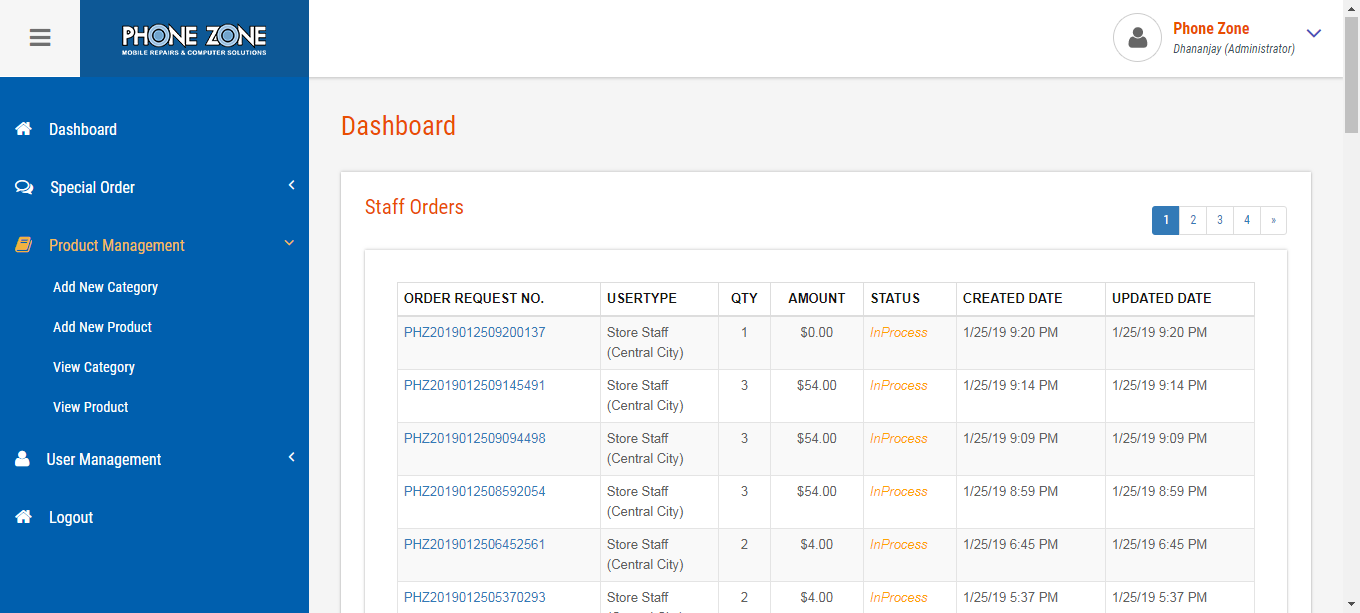 PHONE ZONE
MOBILE REPAIRS & COMPUTER SOLUTIONS
Phone Zone
Dhananjay (Administrator)
Dashboard
Special Order
Product Management
Add New Category
Add New Product
View Category
View Product
User Management
Logout
Dashboard
Staff Orders
1 2 3 4 »
ORDER REQUEST NO. USERTYPE QTY AMOUNT STATUS CREATED DATE UPDATED DATE
PHZ2019012509200137 Store Staff 1 $0.00 InProcess 1/25/19 9:20 PM 1/25/19 9:20 PM
(Central City)
PHZ2019012509145491 Store Staff 3 $54.00 InProcess 1/25/19 9:14 PM 1/25/19 9:14 PM
(Central City)
PHZ2019012509094498 Store Staff 3 $54.00 InProcess 1/25/19 9:09 PM 1/25/19 9:09 PM
(Central City)
PHZ2019012508592054 Store Staff 3 $54.00 InProcess 1/25/19 8:59 PM 1/25/19 8:59 PM
(Central City)
PHZ2019012506452561 Store Staff 2 $4.00 InProcess 1/25/19 6:45 PM 1/25/19 6:45 PM
(Central City)
PHZ2019012505370293 Store Staff 2 $4.00 InProcess 1/25/19 5:37 PM 1/25/19 5:37 PM